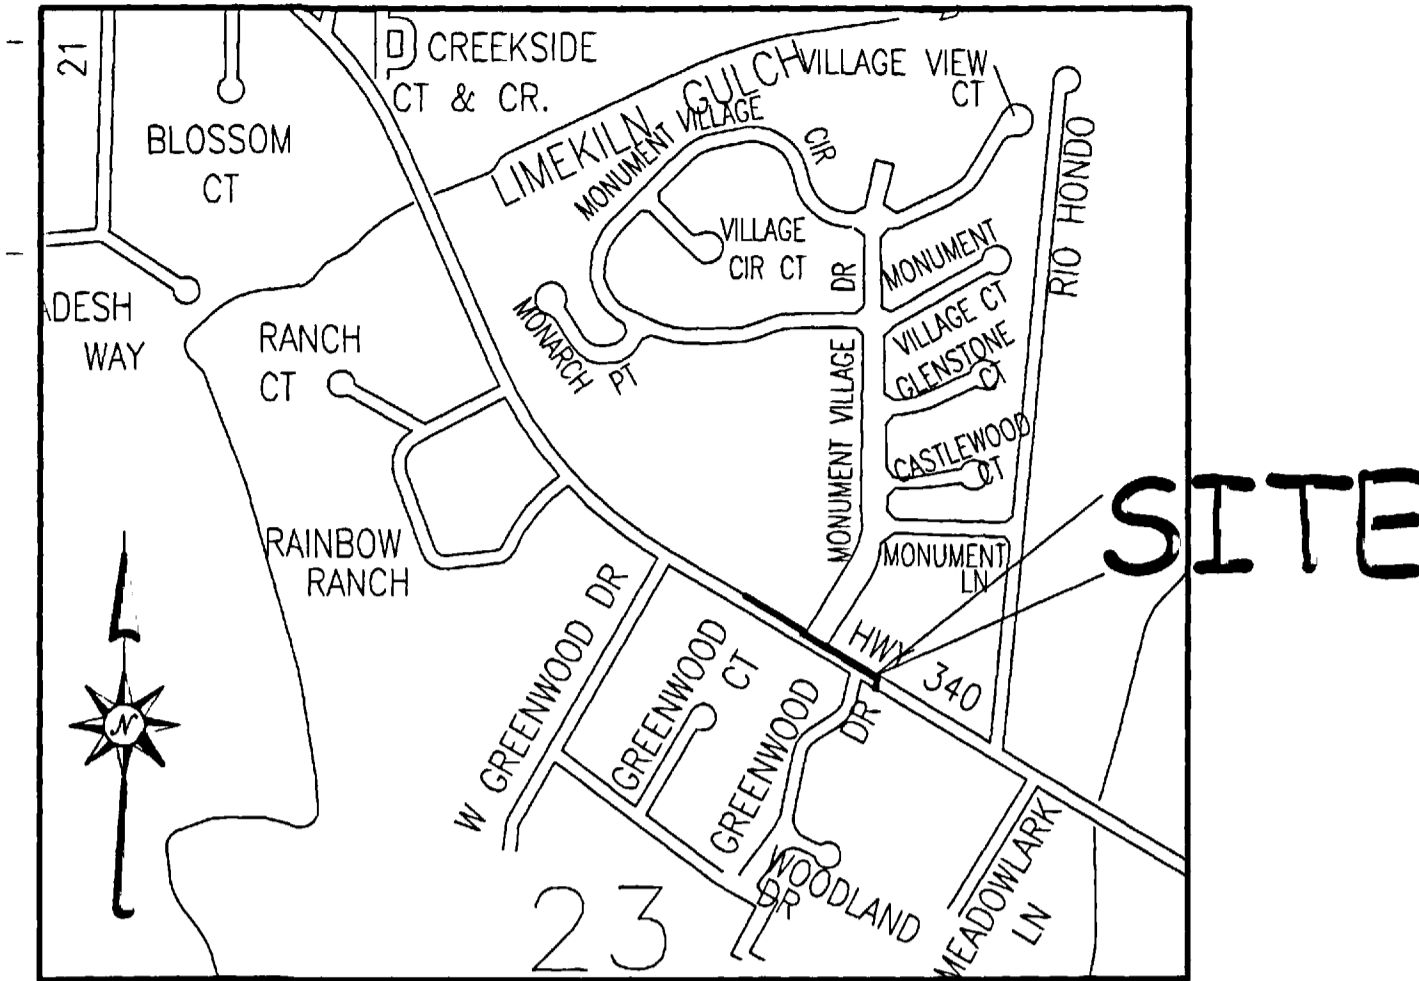 21
CREEKSIDE
CT & CR.
BLOSSOM
CT
LIMEKILN GULCH
VILLAGE VIEW
CT
MONUMENT VILLAGE
CIR
RIO HONDO
VILLAGE
CIR CT
DR
MONUMENT
VILLAGE CT
ADESH
WAY
RANCH
CT
MONARCH
PT
GLENSTONE
CT
MONUMENT VILLAGE
CASTLEWOOD
CT
SITE
RAINBOW
RANCH
MONUMENT
LN
HWY 340
W GREENWOOD DR
GREENWOOD
CT
GREENWOOD
DR
N
WOODLAND
DR
MEADOWLARK
LN
23